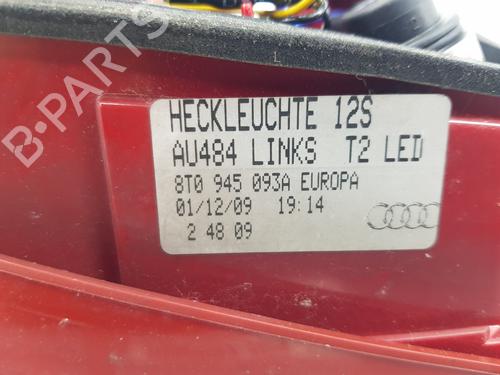 HECKLEUCHTE 12S
AU484 LINKS T2 LED
8T0 945 093A EUROPA
01/12/09 19:14
2 48 09
B-PARTS